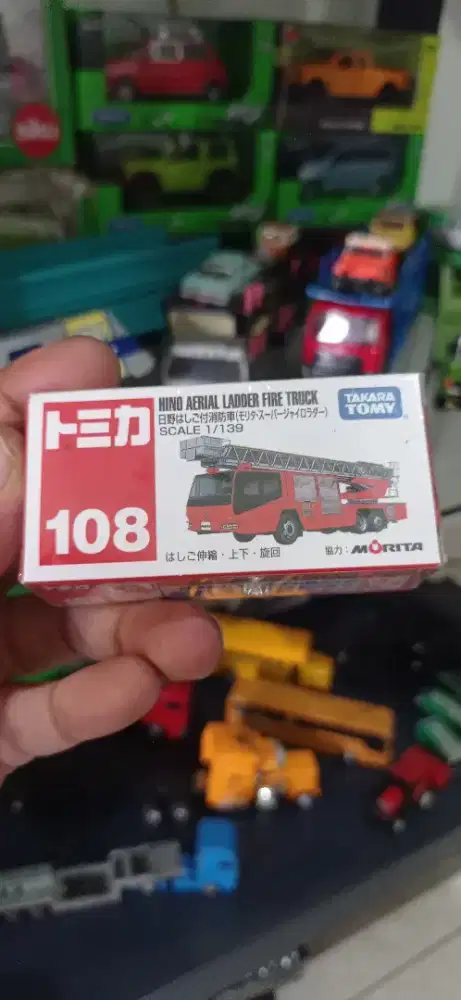 トミカ
108
HINO AERIAL LADDER FIRE TRUCK
日野はしご付消防車(モリタ・スーパージャイロラダー)
SCALE 1/139
TAKARA
TOMY
はしご伸縮・上下・旋回
協力:MORITA
siku